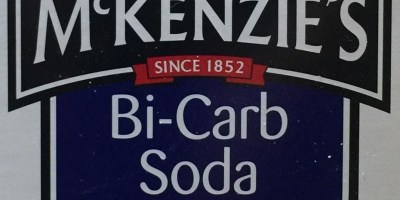 McKENZIE'S
SINCE 1852
Bi-Carb
Soda